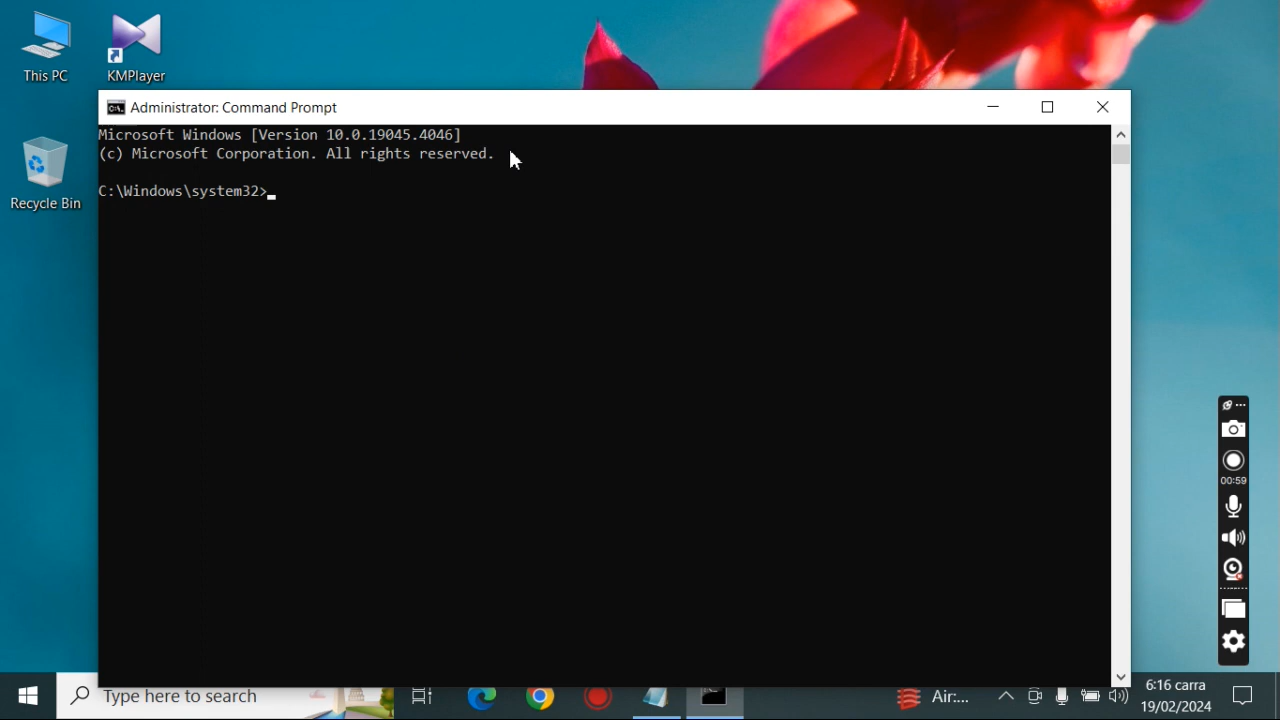 This PC
KMPlayer
Recycle Bin
Administrator: Command Prompt
Microsoft Windows [Version 10.0.19045.4046]
(c) Microsoft Corporation. All rights reserved.
C:\Windows\system32>
00:59
Type here to search
Air:...
6:16 carra
19/02/2024